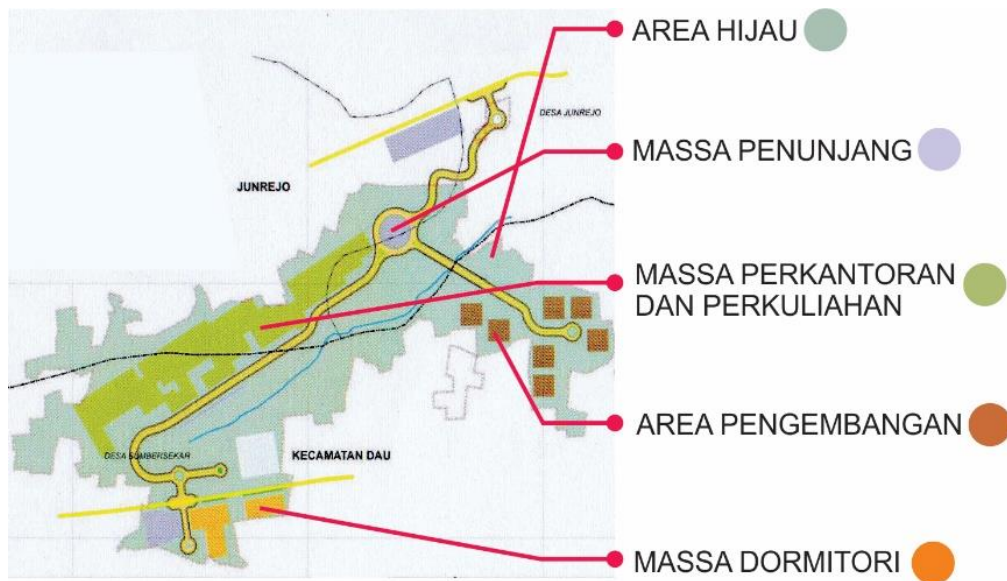 AREA HIJAU
DESA JUNREJO
MASSA PENUNJANG
JUNREJO
MASSA PERKANTORAN
DAN PERKULIAHAN
AREA PENGEMBANGAN
DESA SUMBERSEKAR
KECAMATAN DAU
MASSA DORMITORI